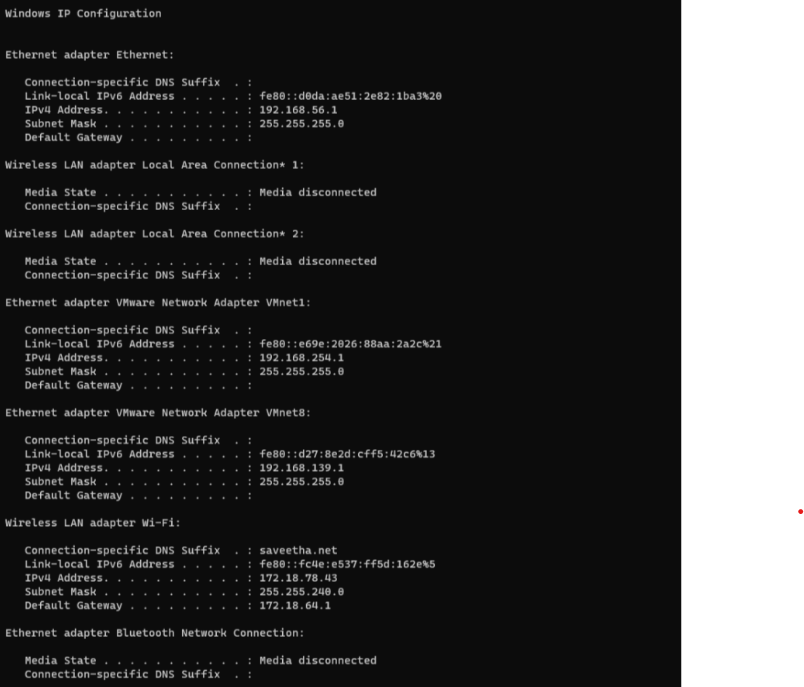 Windows IP Configuration
Ethernet adapter Ethernet:
Connection-specific DNS Suffix  . :
Link-local IPv6 Address . . . . . : fe80::d0da:ae51:2e82:1ba3%20
IPv4 Address. . . . . . . . . . . : 192.168.56.1
Subnet Mask . . . . . . . . . . . : 255.255.255.0
Default Gateway . . . . . . . . . :
Wireless LAN adapter Local Area Connection* 1:
Media State . . . . . . . . . . . : Media disconnected
Connection-specific DNS Suffix  . :
Wireless LAN adapter Local Area Connection* 2:
Media State . . . . . . . . . . . : Media disconnected
Connection-specific DNS Suffix  . :
Ethernet adapter VMware Network Adapter VMnet1:
Connection-specific DNS Suffix  . :
Link-local IPv6 Address . . . . . : fe80::e69e:2026:88aa:2a2c%21
IPv4 Address. . . . . . . . . . . : 192.168.254.1
Subnet Mask . . . . . . . . . . . : 255.255.255.0
Default Gateway . . . . . . . . . :
Ethernet adapter VMware Network Adapter VMnet8:
Connection-specific DNS Suffix  . :
Link-local IPv6 Address . . . . . : fe80::d27:8e2d:cff5:42c6%13
IPv4 Address. . . . . . . . . . . : 192.168.139.1
Subnet Mask . . . . . . . . . . . : 255.255.255.0
Default Gateway . . . . . . . . . :
Wireless LAN adapter Wi-Fi:
Connection-specific DNS Suffix  . : saveetha.net
Link-local IPv6 Address . . . . . : fe80::fc4e:e537:ff5d:162e%5
IPv4 Address. . . . . . . . . . . : 172.18.78.43
Subnet Mask . . . . . . . . . . . : 255.255.240.0
Default Gateway . . . . . . . . . : 172.18.64.1
Ethernet adapter Bluetooth Network Connection:
Media State . . . . . . . . . . . : Media disconnected
Connection-specific DNS Suffix  . :